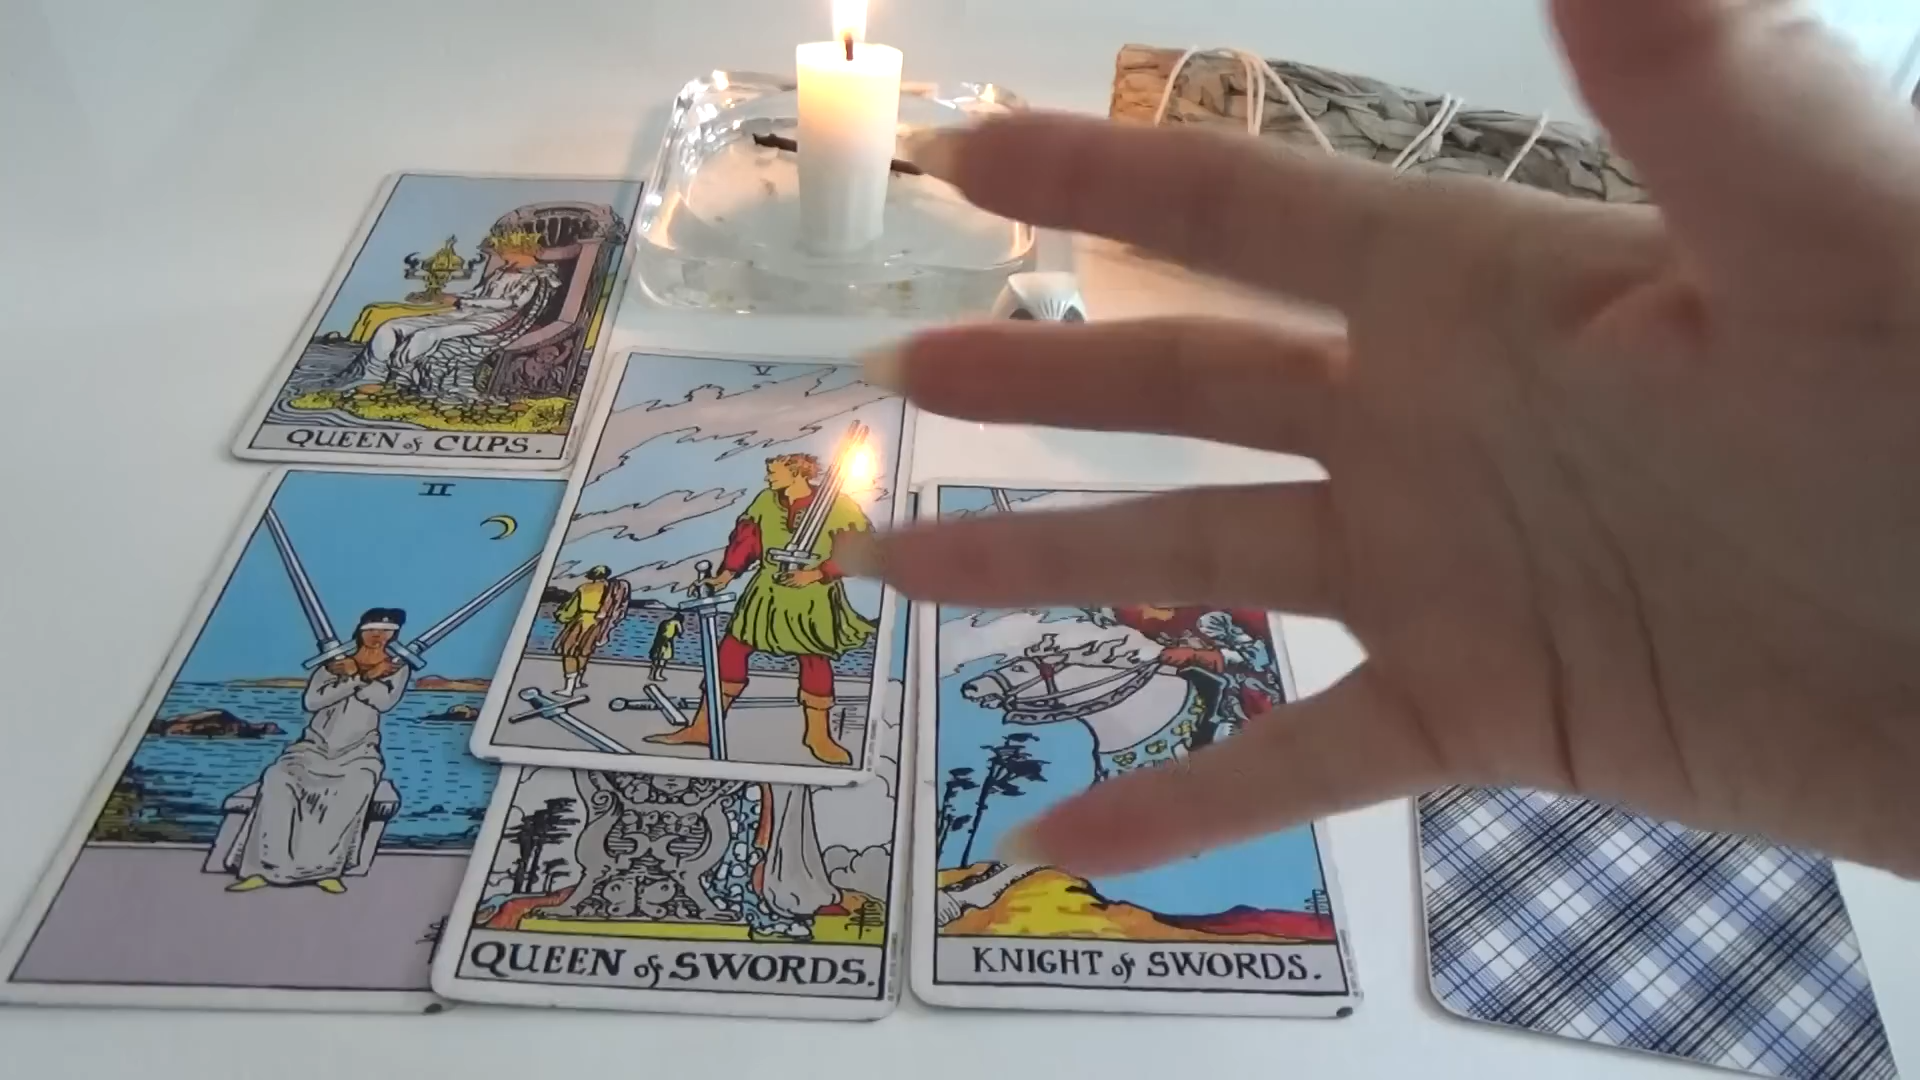 QUEEN of CUPS.
V
II
QUEEN of SWORDS.
KNIGHT of SWORDS.